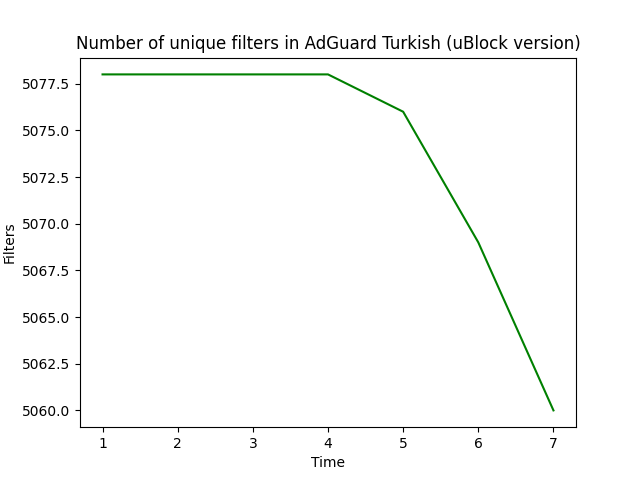 Number of unique filters in AdGuard Turkish (uBlock version)
5077.5
5075.0
5072.5
5070.0
5067.5
5065.0
5062.5
5060.0
Filters
1 2 3 4 5 6 7
Time